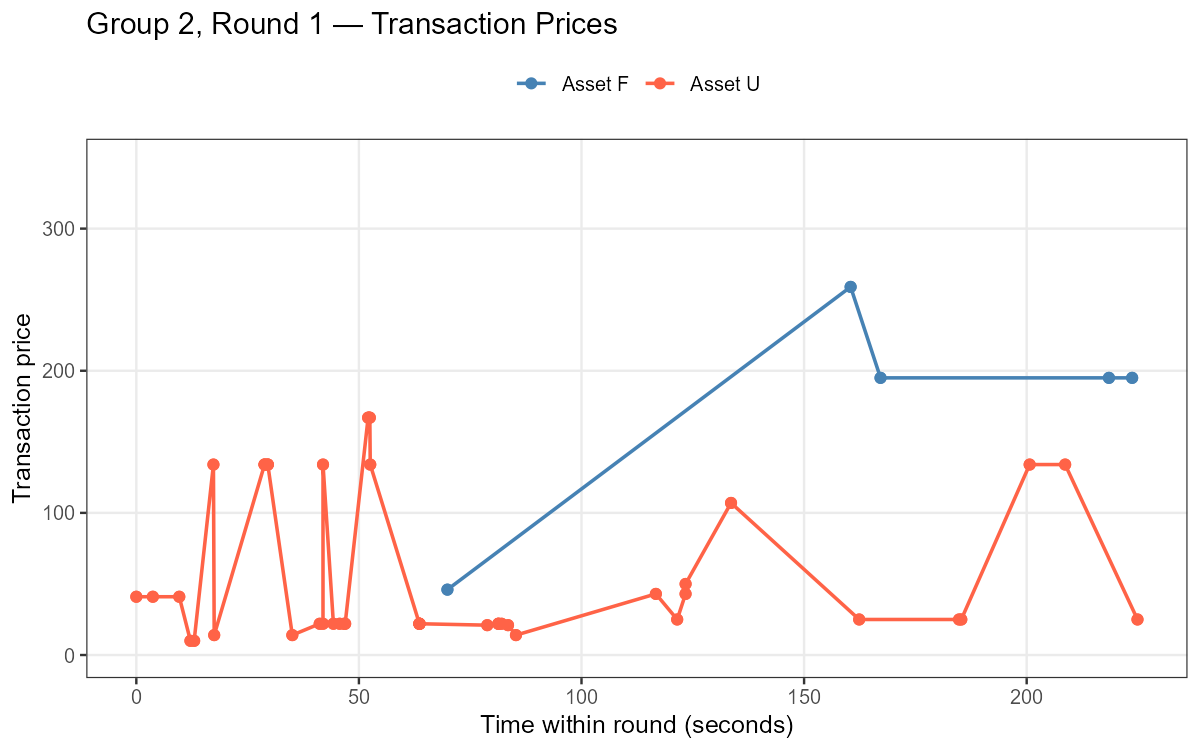 Group 2, Round 1 — Transaction Prices
Asset F
Asset U
Transaction price
300
200
100
0
0
50
100
150
200
Time within round (seconds)